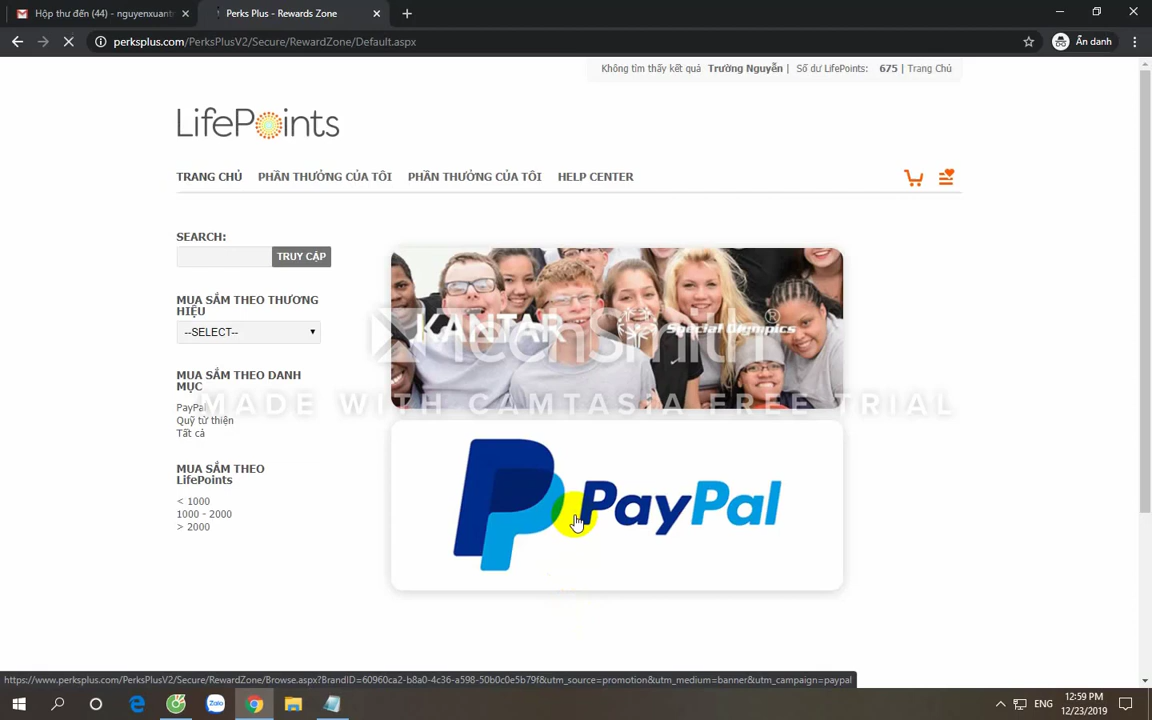 Hộp thư đến (44) - nguyenxuantr
Perks Plus - Rewards Zone
perksplus.com/PerksPlusV2/Secure/RewardZone/Default.aspx
Ẩn danh
Không tìm thấy kết quả Trường Nguyễn | Số dư LifePoints: 675 | Trang Chủ
LifePoints
TRANG CHỦ PHẦN THƯỞNG CỦA TÔI PHẦN THƯỞNG CỦA TÔI HELP CENTER
SEARCH:
TRUY CẬP
MUA SẮM THEO THƯƠNG
HIỆU
--SELECT--
MUA SẮM THEO DANH
MỤC
PayPal
Quỹ từ thiện
Tất cả
MUA SẮM THEO
LifePoints
< 1000
1000 - 2000
> 2000
KANTAR
Special Olympics
TechSmith®
MADE WITH CAMTASIA FREE TRIAL
PayPal
https://www.perksplus.com/PerksPlusV2/Secure/RewardZone/Browse.aspx?BrandID=60960ca2-b8a0-4c36-a598-50b0c0e5b79f&utm_source=promotion&utm_medium=banner&utm_campaign=paypal
Zalo
ENG
12:59 PM
12/23/2019